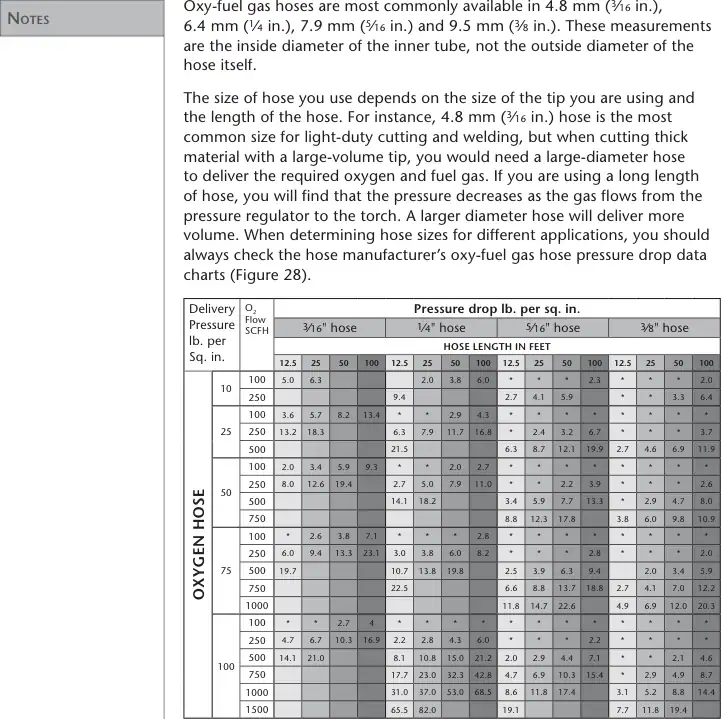 NOTES
Oxy-fuel gas hoses are most commonly available in 4.8 mm (3⁄16 in.),
6.4 mm (1⁄4 in.), 7.9 mm (5⁄16 in.) and 9.5 mm (3⁄8 in.). These measurements
are the inside diameter of the inner tube, not the outside diameter of the
hose itself.
The size of hose you use depends on the size of the tip you are using and
the length of the hose. For instance, 4.8 mm (3⁄16 in.) hose is the most
common size for light-duty cutting and welding, but when cutting thick
material with a large-volume tip, you would need a large-diameter hose
to deliver the required oxygen and fuel gas. If you are using a long length
of hose, you will find that the pressure decreases as the gas flows from the
pressure regulator to the torch. A larger diameter hose will deliver more
volume. When determining hose sizes for different applications, you should
always check the hose manufacturer’s oxy-fuel gas hose pressure drop data
charts (Figure 28).
Delivery Pressure lb. per Sq. in. O2 Flow SCFH Pressure drop lb. per sq. in.
3⁄16" hose 1⁄4" hose 5⁄16" hose 3⁄8" hose
HOSE LENGTH IN FEET
12.5 25 50 100 12.5 25 50 100 12.5 25 50 100 12.5 25 50 100
OXYGEN HOSE
10 100 5.0 6.3 2.0 3.8 6.0 * * * 2.3 * * * 2.0
250 9.4 2.7 4.1 5.9 * * 3.3 6.4
25 100 3.6 5.7 8.2 13.4 * * 2.9 4.3 * * * * * * * *
250 13.2 18.3 6.3 7.9 11.7 16.8 * 2.4 3.2 6.7 * * * 3.7
500 21.5 6.3 8.7 12.1 19.9 2.7 4.6 6.9 11.9
50 100 2.0 3.4 5.9 9.3 * * 2.0 2.7 * * * * * * * *
250 8.0 12.6 19.4 2.7 5.0 7.9 11.0 * * 2.2 3.9 * * * 2.6
500 14.1 18.2 3.4 5.9 7.7 13.3 * 2.9 4.7 8.0
750 8.8 12.3 17.8 3.8 6.0 9.8 10.9
75 100 * 2.6 3.8 7.1 * * * 2.8 * * * * * * * *
250 6.0 9.4 13.3 23.1 3.0 3.8 6.0 8.2 * * * 2.8 * * * 2.0
500 19.7 10.7 13.8 19.8 2.5 3.9 6.3 9.4 2.0 3.4 5.9
750 22.5 6.6 8.8 13.7 18.8 2.7 4.1 7.0 12.2
1000 11.8 14.7 22.6 4.9 6.9 12.0 20.3
100 100 * * 2.7 4 * * * * * * * * * * * *
250 4.7 6.7 10.3 16.9 2.2 2.8 4.3 6.0 * * * 2.2 * * * *
500 14.1 21.0 8.1 10.8 15.0 21.2 2.0 2.9 4.4 7.1 * * 2.1 4.6
750 17.7 23.0 32.3 42.8 4.7 6.9 10.3 15.4 * 2.9 4.9 8.7
1000 31.0 37.0 53.0 68.5 8.6 11.8 17.4 3.1 5.2 8.8 14.4
1500 65.5 82.0 19.1 7.7 11.8 19.4